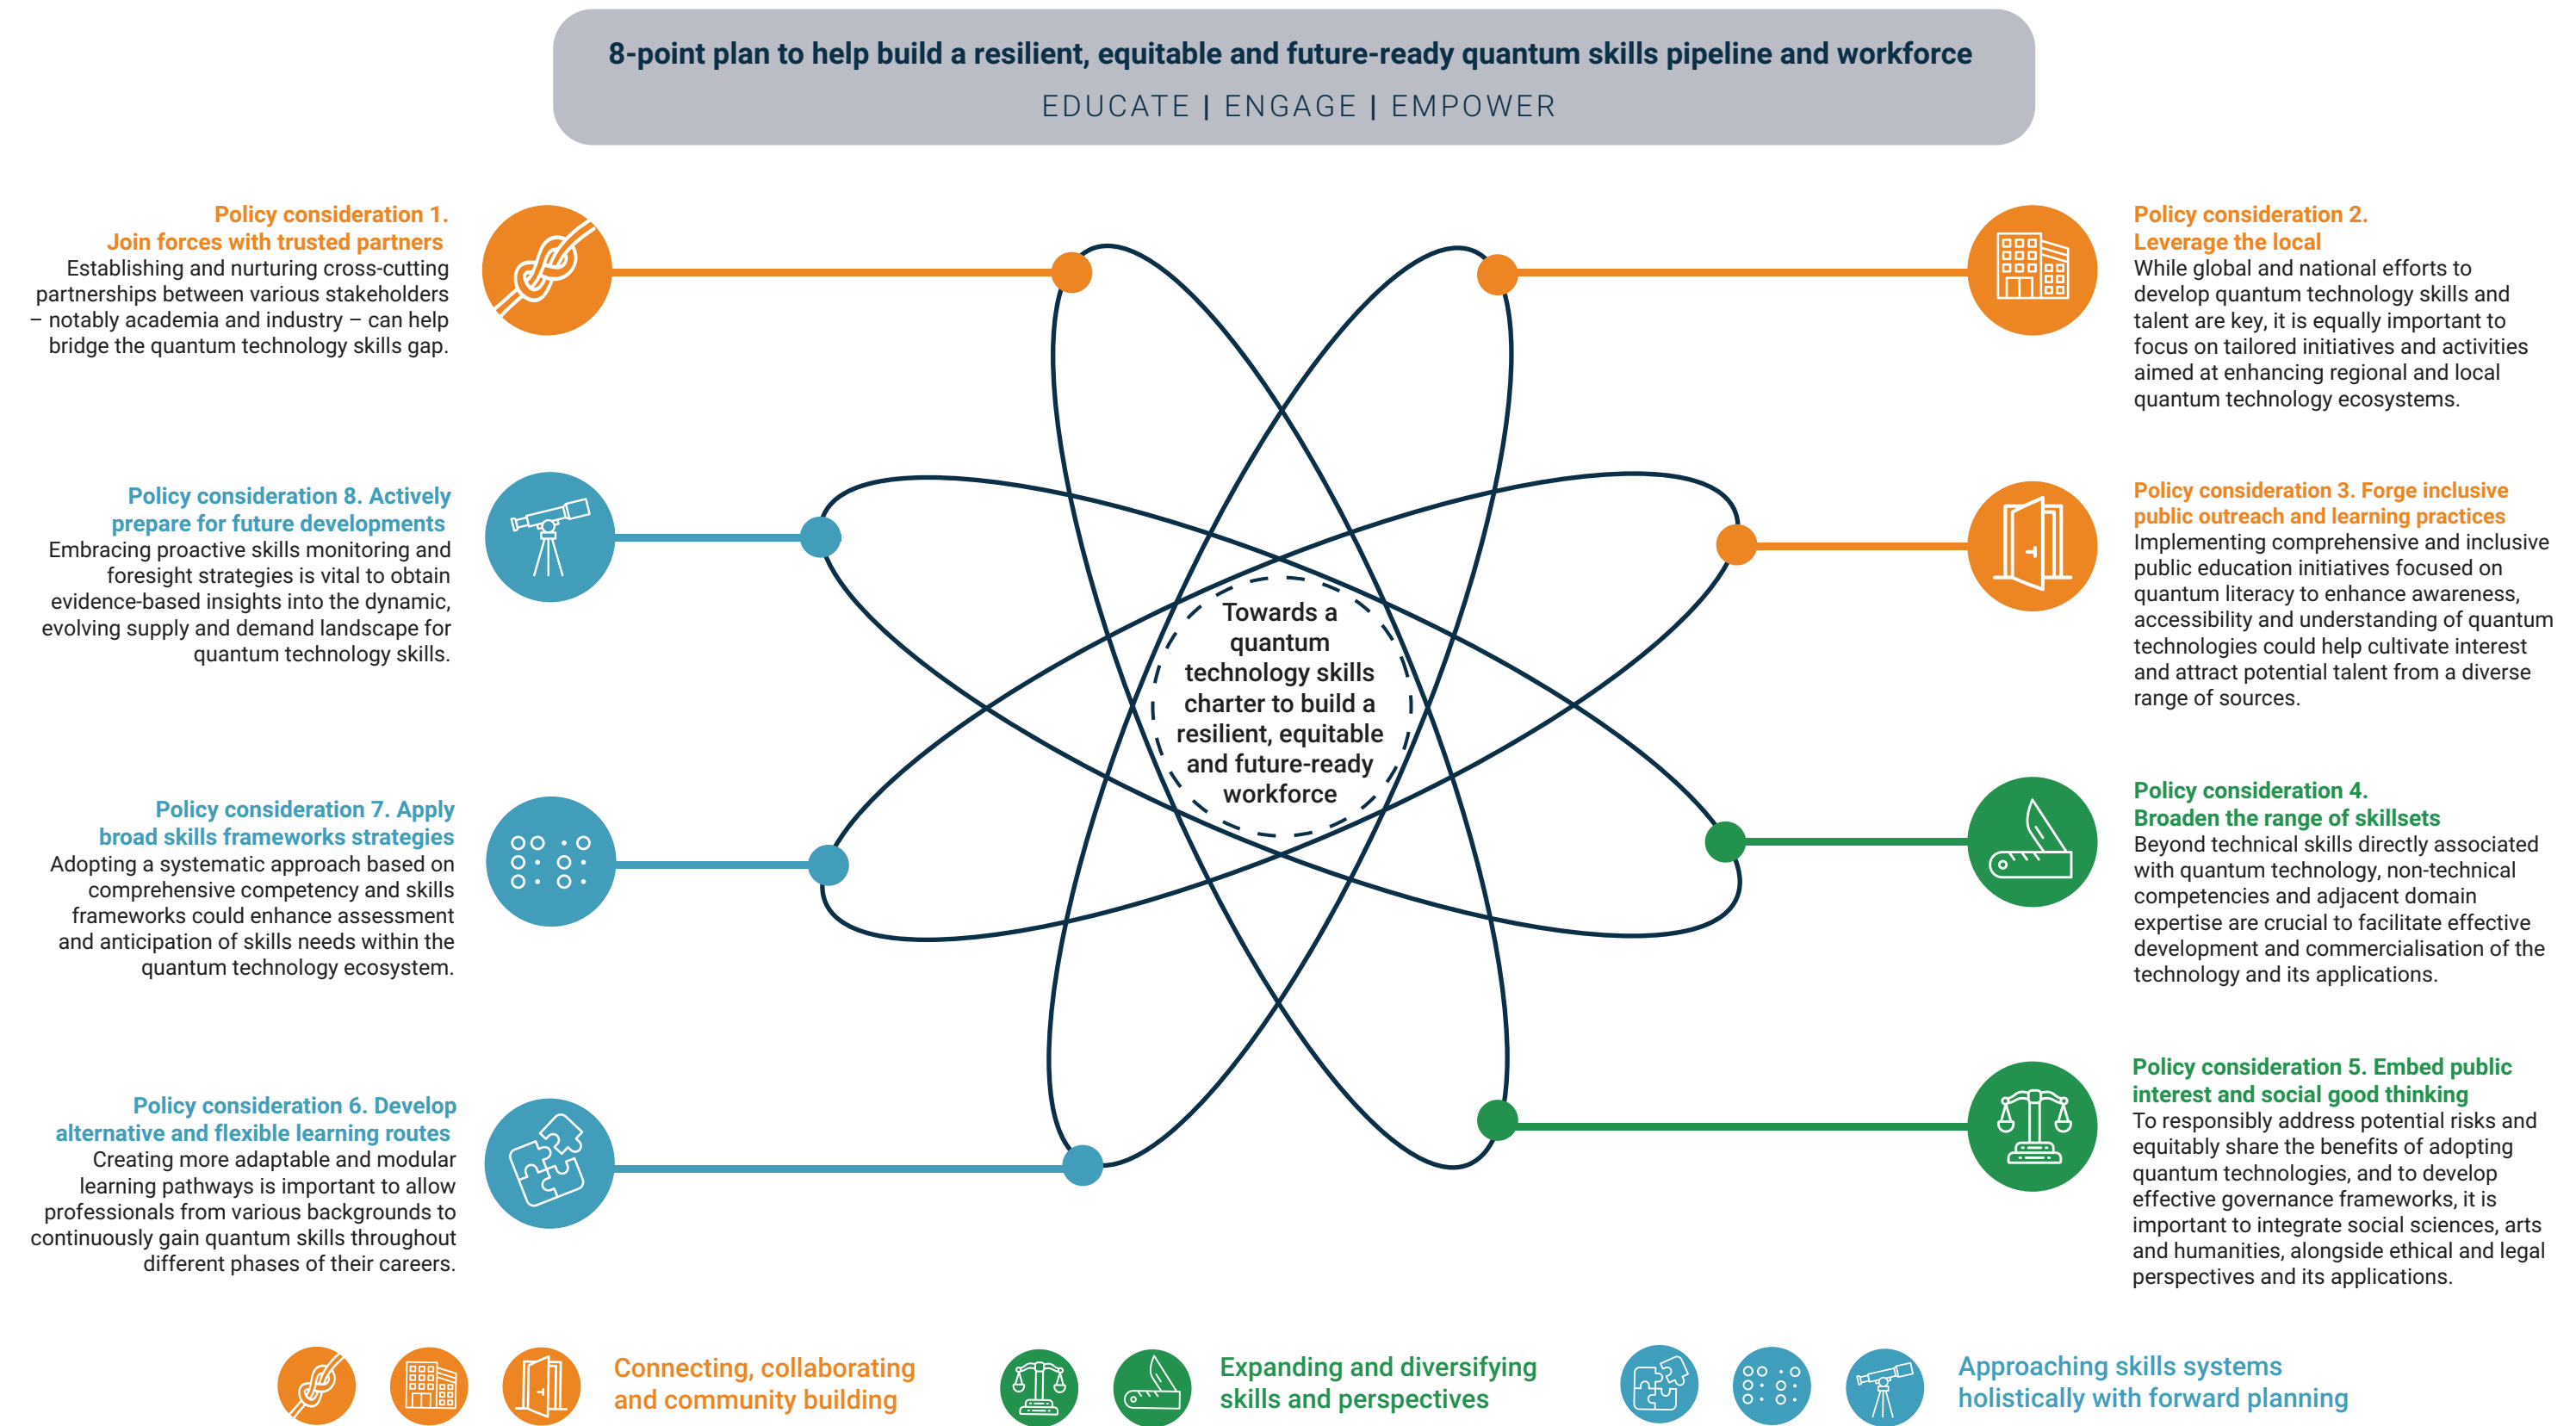 8-point plan to help build a resilient, equitable and future-ready quantum skills pipeline and workforce
EDUCATE | ENGAGE | EMPOWER
Policy consideration 1.
Join forces with trusted partners
Establishing and nurturing cross-cutting
partnerships between various stakeholders
– notably academia and industry – can help
bridge the quantum technology skills gap.
Policy consideration 2.
Leverage the local
While global and national efforts to
develop quantum technology skills and
talent are key, it is equally important to
focus on tailored initiatives and activities
aimed at enhancing regional and local
quantum technology ecosystems.
Policy consideration 8. Actively
prepare for future developments
Embracing proactive skills monitoring and
foresight strategies is vital to obtain
evidence-based insights into the dynamic,
evolving supply and demand landscape for
quantum technology skills.
Policy consideration 3. Forge inclusive
public outreach and learning practices
Implementing comprehensive and inclusive
public education initiatives focused on
quantum literacy to enhance awareness,
accessibility and understanding of quantum
technologies could help cultivate interest
and attract potential talent from a diverse
range of sources.
Towards a
quantum
technology skills
charter to build a
resilient, equitable
and future-ready
workforce
Policy consideration 7. Apply
broad skills frameworks strategies
Adopting a systematic approach based on
comprehensive competency and skills
frameworks could enhance assessment
and anticipation of skills needs within the
quantum technology ecosystem.
Policy consideration 4.
Broaden the range of skillsets
Beyond technical skills directly associated
with quantum technology, non-technical
competencies and adjacent domain
expertise are crucial to facilitate effective
development and commercialisation of the
technology and its applications.
Policy consideration 6. Develop
alternative and flexible learning routes
Creating more adaptable and modular
learning pathways is important to allow
professionals from various backgrounds to
continuously gain quantum skills throughout
different phases of their careers.
Policy consideration 5. Embed public
interest and social good thinking
To responsibly address potential risks and
equitably share the benefits of adopting
quantum technologies, and to develop
effective governance frameworks, it is
important to integrate social sciences, arts
and humanities, alongside ethical and legal
perspectives and its applications.
Connecting, collaborating
and community building
Expanding and diversifying
skills and perspectives
Approaching skills systems
holistically with forward planning